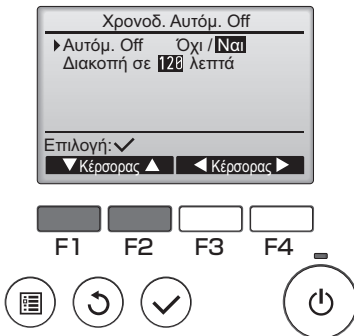 Χρονοδ. Αυτόμ. Off
Αυτόμ. Off Όχι / Ναι
Διακοπή σε 120 λεπτά
Επιλογή:✓
▼Κέρσορας▲ ◀Κέρσορας▶
F1 F2 F3 F4